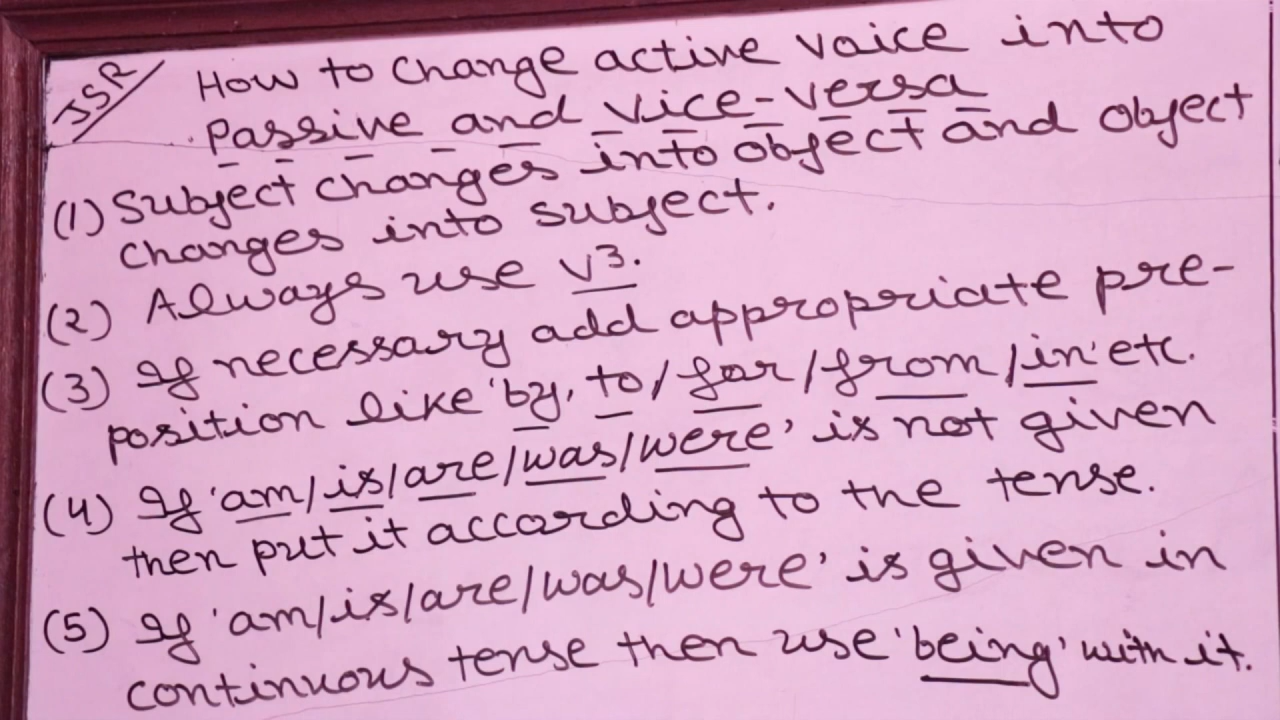 JSR
How to change active voice into
passive and vice-versa
(1) Subject changes into object and object
changes into subject.
(2) Always use V3.
(3) If necessary add appropriate pre-
position like 'by, to/for/from/in' etc.
(4) If 'am/is/are/was/were' is not given
then put it according to the tense.
(5) If 'am/is/are/was/were' is given in
continuous tense then use 'being' with it.